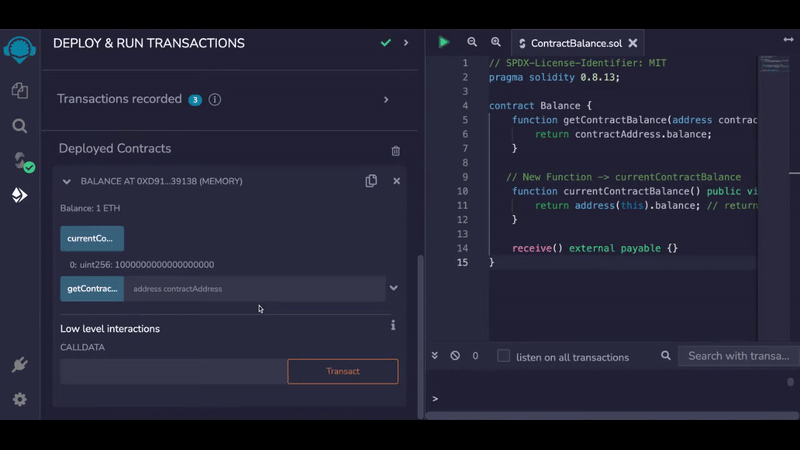 DEPLOY & RUN TRANSACTIONS
Transactions recorded 3
Deployed Contracts
BALANCE AT 0XD91...39138 (MEMORY)
Balance: 1 ETH
currentCo...
0: uint256: 1000000000000000000
getContrac... address contractAddress
Low level interactions
CALLDATA
Transact
ContractBalance.sol
1 // SPDX-License-Identifier: MIT
2 pragma solidity 0.8.13;
3
4 contract Balance {
5 function getContractBalance(address contrac
6 return contractAddress.balance;
7 }
8
9 // New Function -> currentContractBalance
10 function currentContractBalance() public vi
11 return address(this).balance; // return
12 }
13
14 receive() external payable {}
15 }
0 listen on all transactions Search with transa...
>